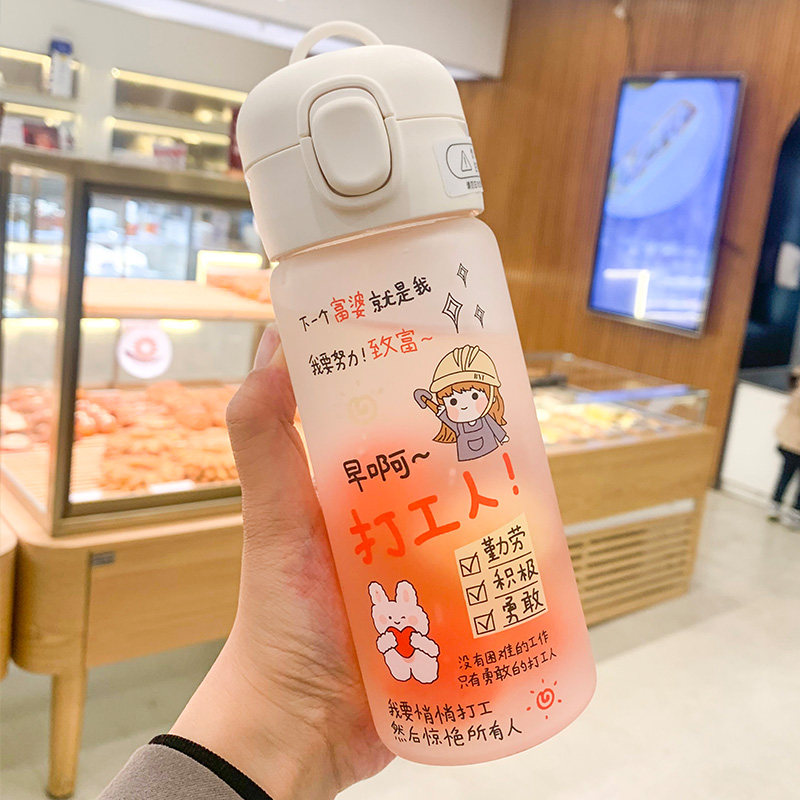 下一个富婆就是我
我要努力!致富~
早啊~
打工人!
勤劳
积极
勇敢
没有困难的工作
只有勇敢的打工人
我要悄悄打工
然后惊艳所有人